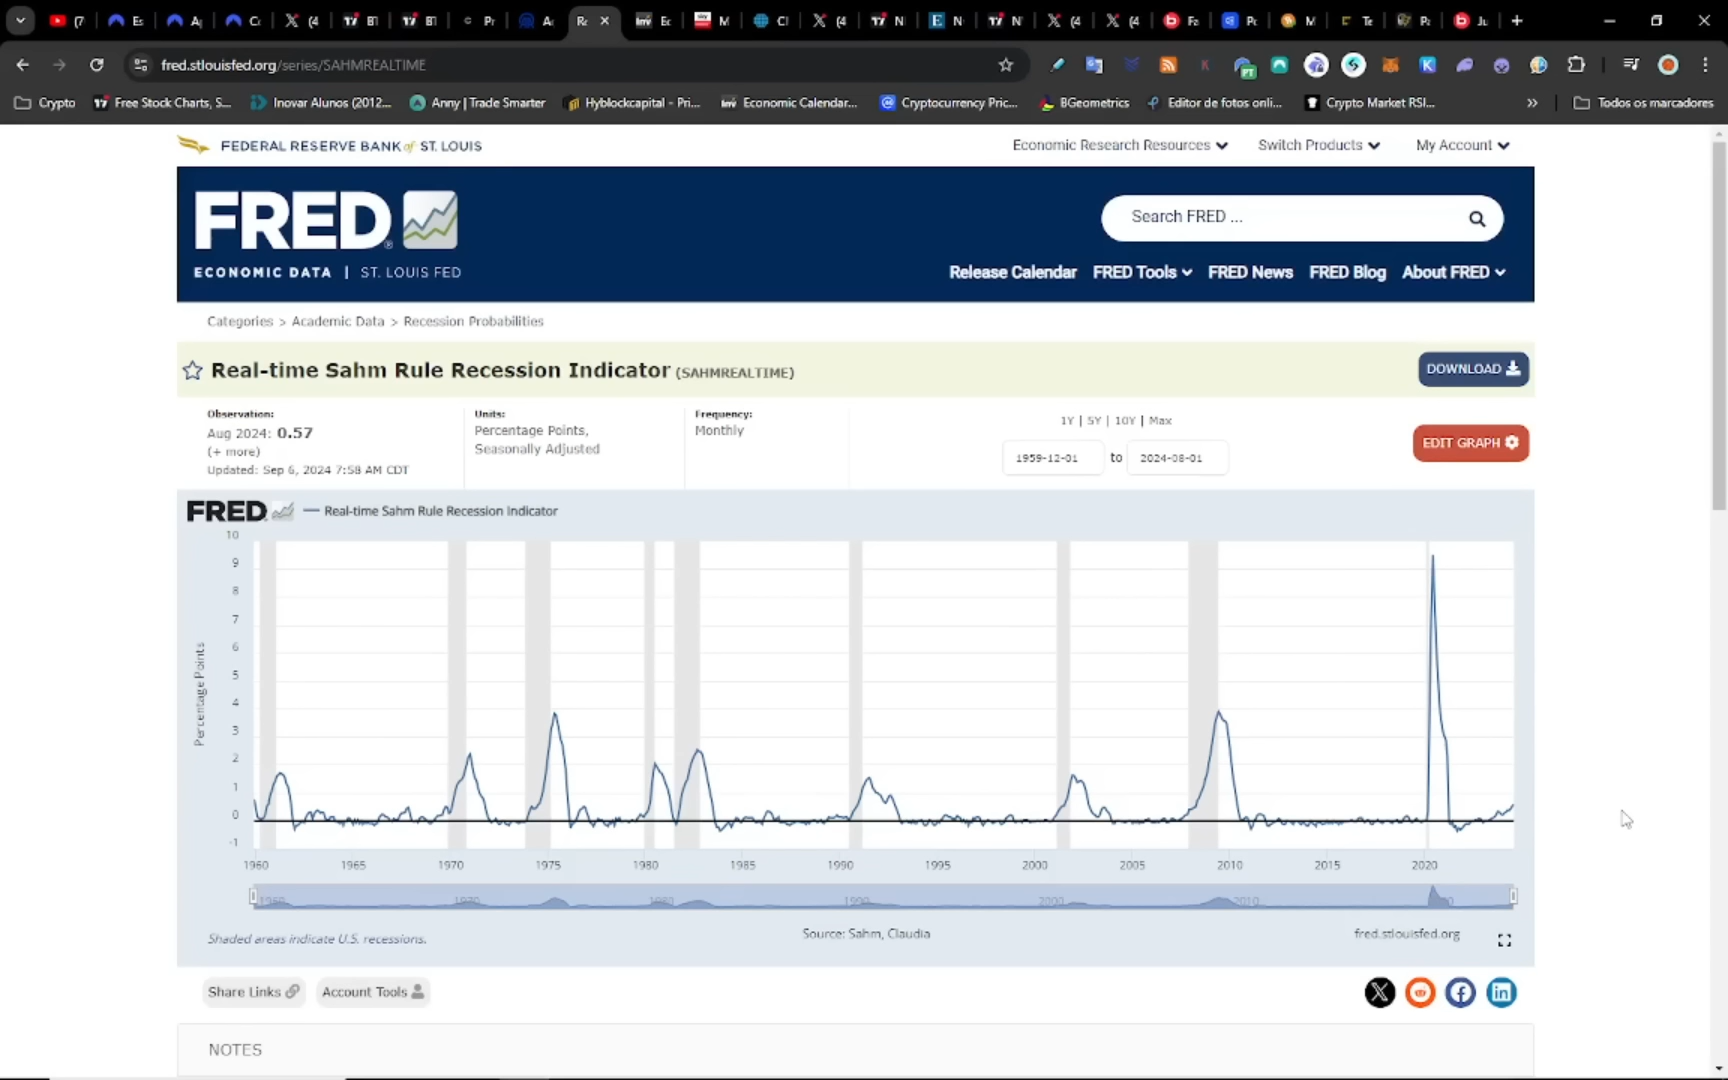 fred.stlouisfed.org/series/SAHMREALTIME
Crypto
Free Stock Charts, S...
Inovar Alunos (2012...
Anny | Trade Smarter
Hyblockcapital - Pri...
Economic Calendar...
Cryptocurrency Pric...
BGeometrics
Editor de fotos onli...
Crypto Market RSI...
»
Todos os marcadores
FEDERAL RESERVE BANK of ST. LOUIS
Economic Research Resources
Switch Products
My Account
FRED
ECONOMIC DATA | ST. LOUIS FED
Search FRED ...
Release Calendar
FRED Tools
FRED News
FRED Blog
About FRED
Categories > Academic Data > Recession Probabilities
Real-time Sahm Rule Recession Indicator (SAHMREALTIME)
DOWNLOAD
Observation:
Aug 2024: 0.57
(+ more)
Updated: Sep 6, 2024 7:58 AM CDT
Units:
Percentage Points,
Seasonally Adjusted
Frequency:
Monthly
1Y | 5Y | 10Y | Max
1959-12-01 to 2024-08-01
EDIT GRAPH
FRED
Real-time Sahm Rule Recession Indicator
Percentage Points
10
9
8
7
6
5
4
3
2
1
0
-1
1960 1965 1970 1975 1980 1985 1990 1995 2000 2005 2010 2015 2020
1960 1970 1980 1990 2000 2010
Shaded areas indicate U.S. recessions.
Source: Sahm, Claudia
fred.stlouisfed.org
Share Links
Account Tools
NOTES